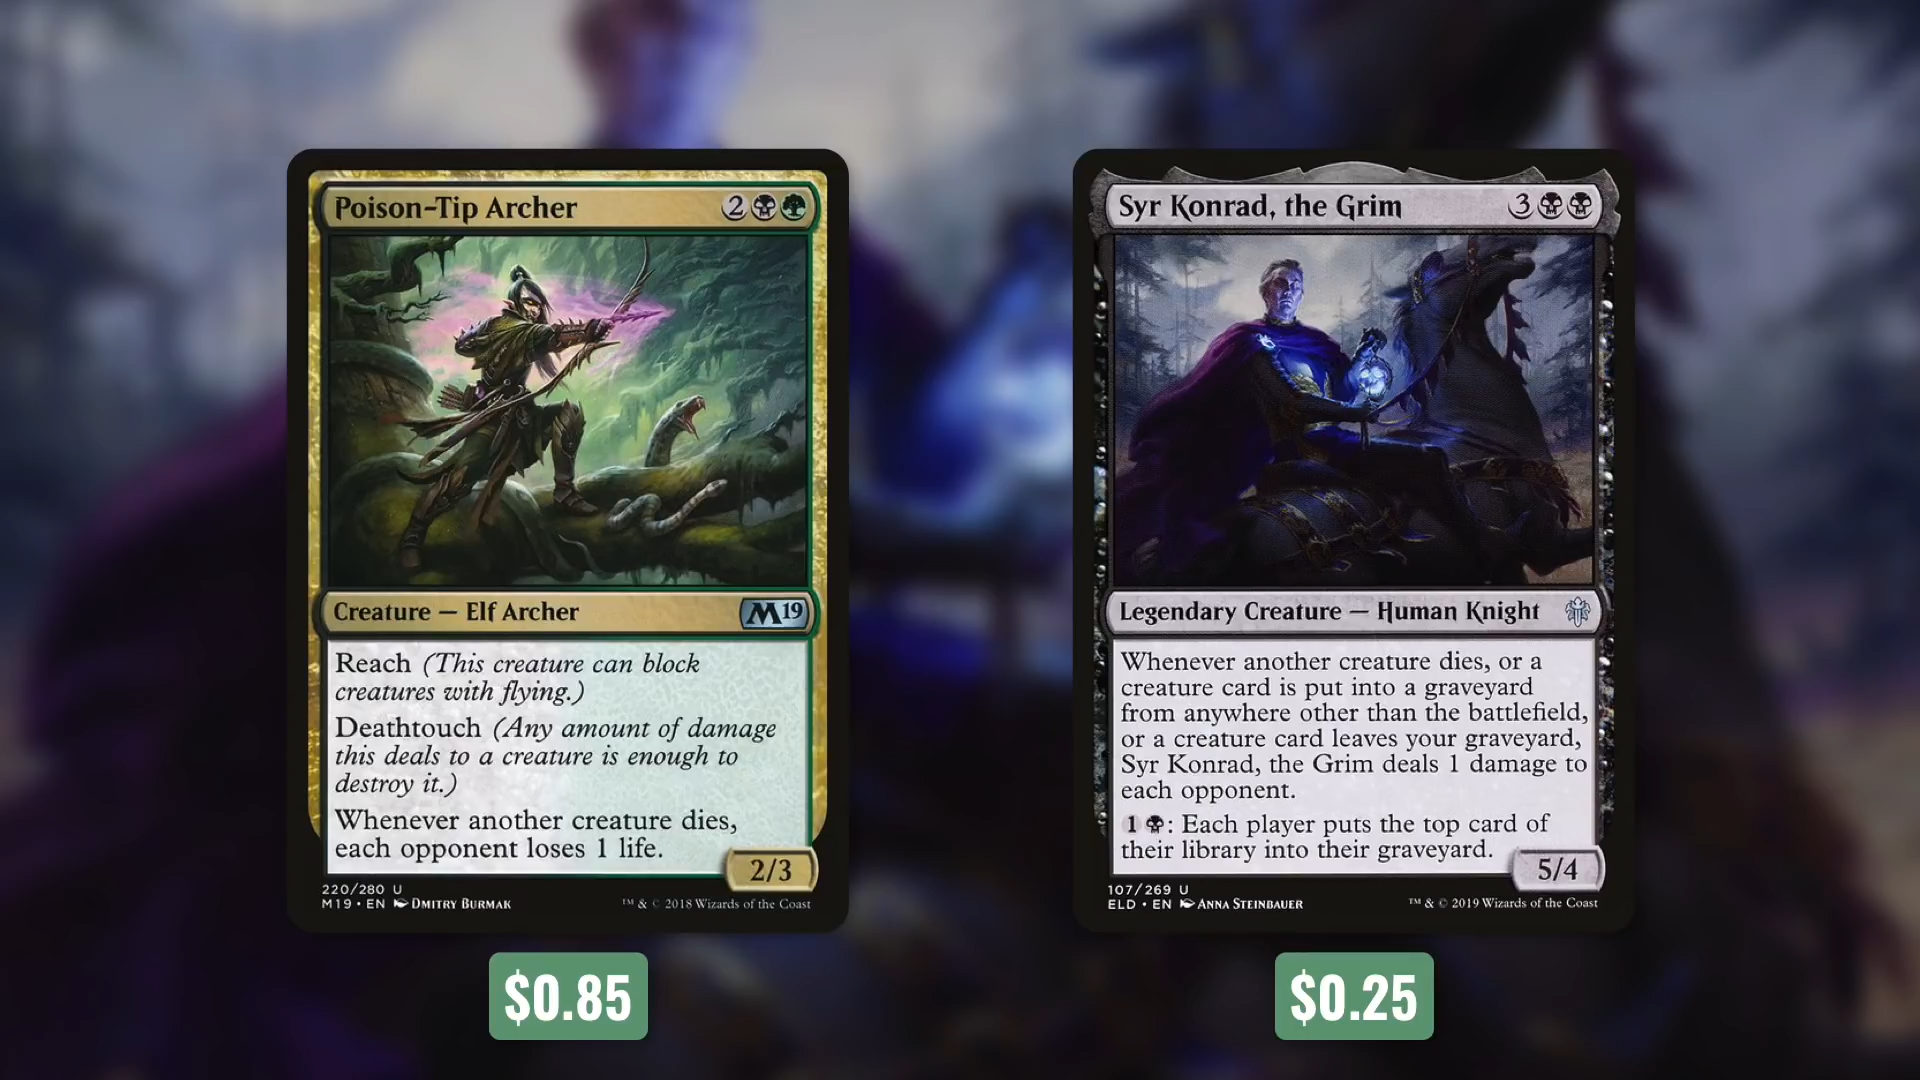 Poison-Tip Archer
2
Creature — Elf Archer
M19
Reach (This creature can block
creatures with flying.)
Deathtouch (Any amount of damage
this deals to a creature is enough to
destroy it.)
Whenever another creature dies,
each opponent loses 1 life.
2/3
220/280 U
M19 • EN Dmitry Burmak
™ & © 2018 Wizards of the Coast
$0.85
Syr Konrad, the Grim
3
Legendary Creature — Human Knight
Whenever another creature dies, or a
creature card is put into a graveyard
from anywhere other than the battlefield,
or a creature card leaves your graveyard,
Syr Konrad, the Grim deals 1 damage to
each opponent.
1 : Each player puts the top card of
their library into their graveyard.
5/4
107/269 U
ELD • EN Anna Steinbauer
™ & © 2019 Wizards of the Coast
$0.25